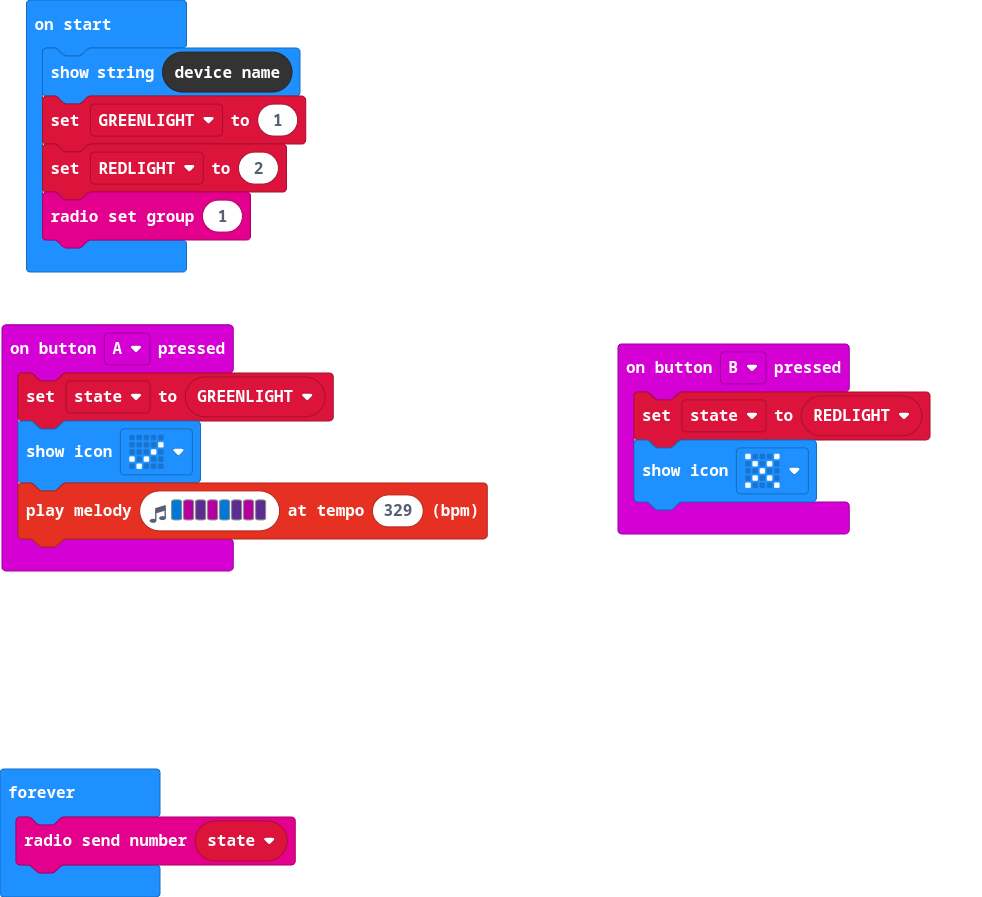 on start
show string device name
set GREENLIGHT to 1
set REDLIGHT to 2
radio set group 1
on button A pressed
set state to GREENLIGHT
show icon
play melody at tempo 329 (bpm)
on button B pressed
set state to REDLIGHT
show icon
forever
radio send number state